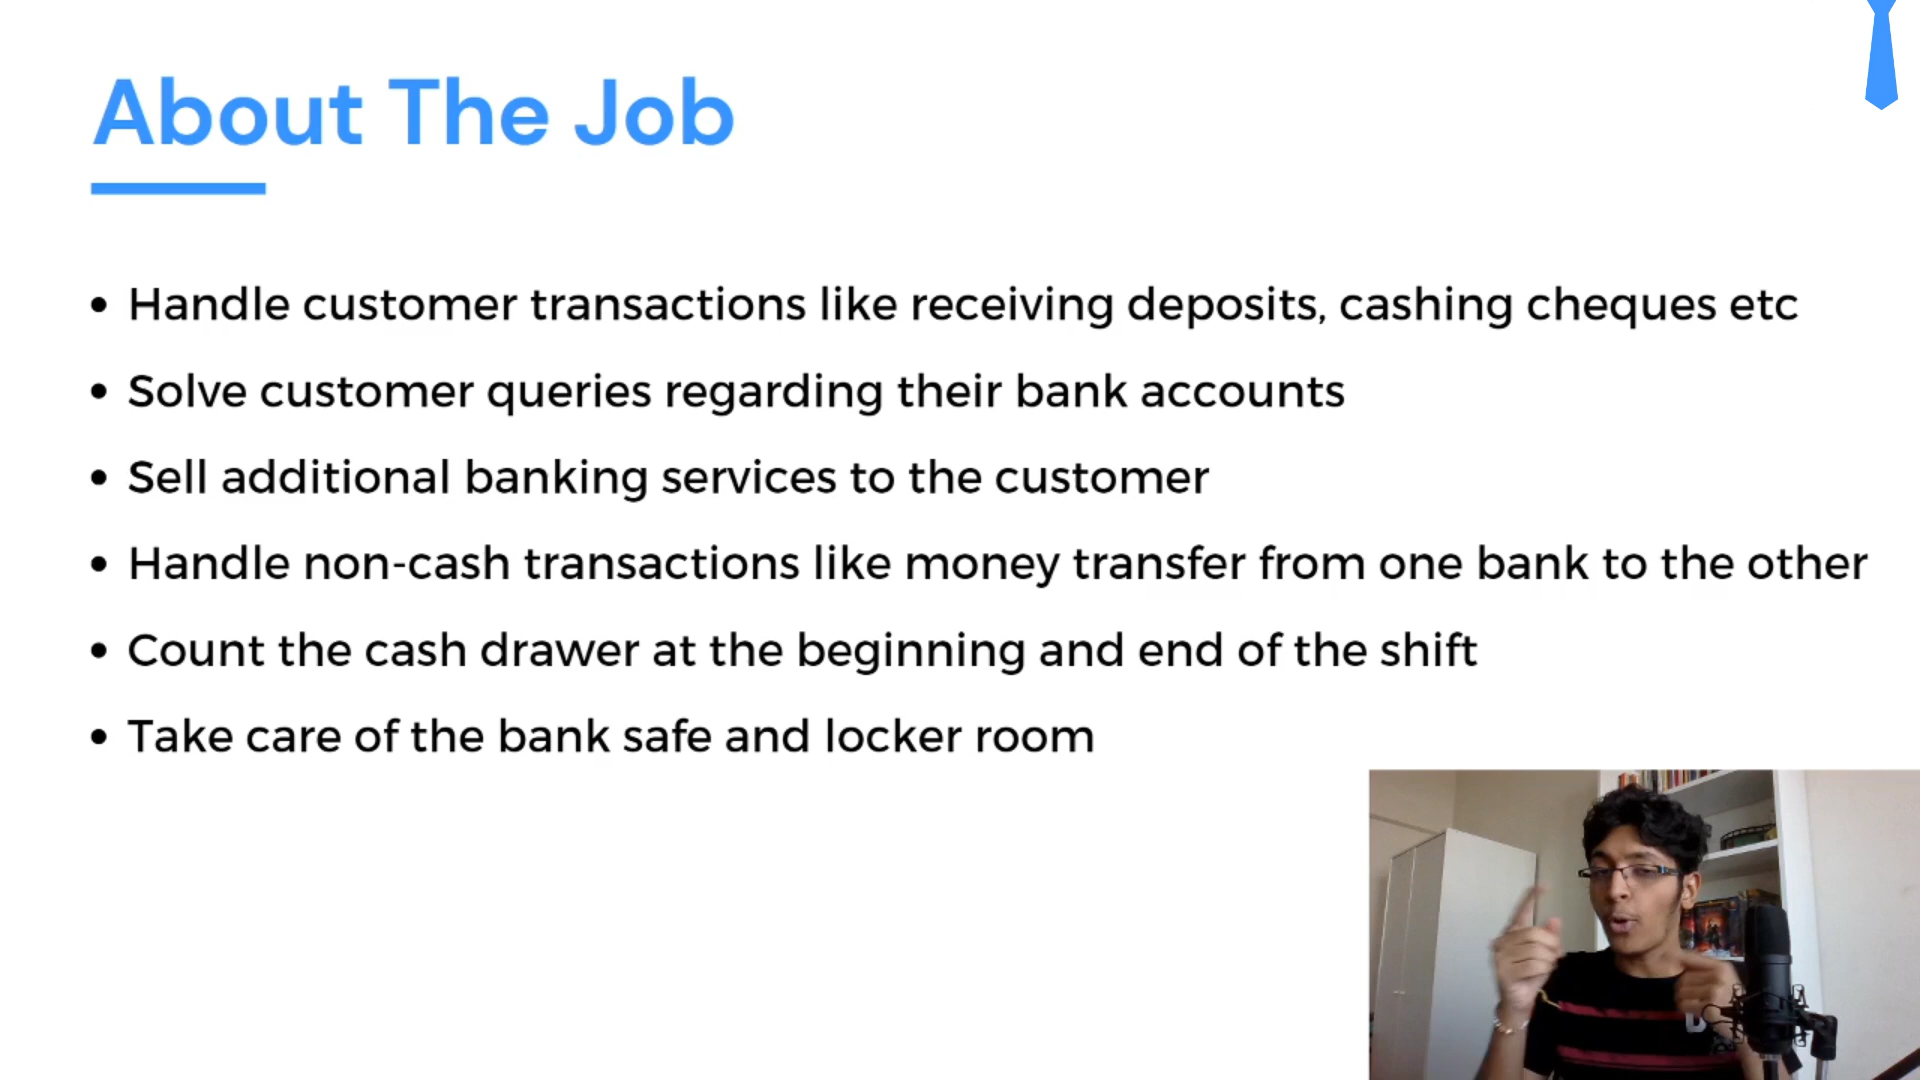 About The Job
• Handle customer transactions like receiving deposits, cashing cheques etc
• Solve customer queries regarding their bank accounts
• Sell additional banking services to the customer
• Handle non-cash transactions like money transfer from one bank to the other
• Count the cash drawer at the beginning and end of the shift
• Take care of the bank safe and locker room